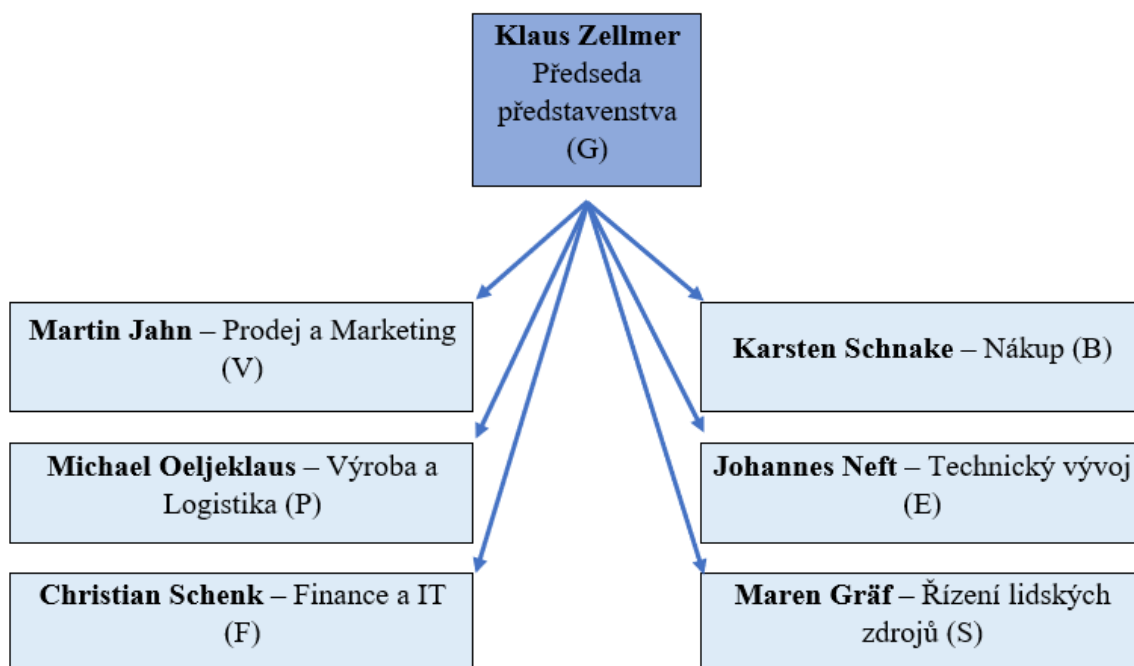 Klaus Zellmer
Předseda
představenstva
(G)
Martin Jahn – Prodej a Marketing
(V)
Karsten Schnake – Nákup (B)
Michael Oeljeklaus – Výroba a
Logistika (P)
Johannes Neft – Technický vývoj
(E)
Christian Schenk – Finance a IT
(F)
Maren Gräf – Řízení lidských
zdrojů (S)